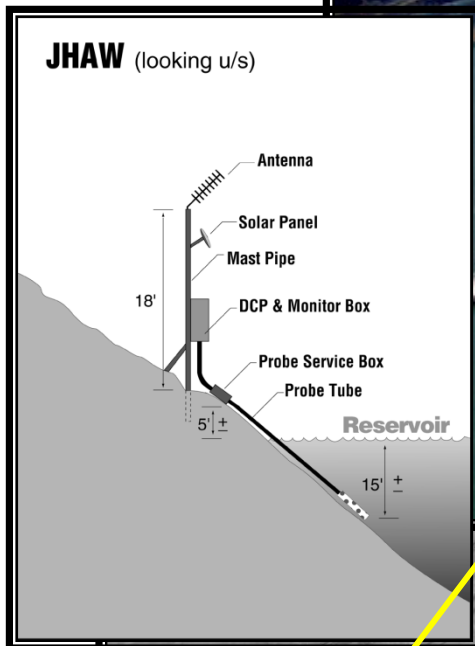 JHAW (looking u/s)
Antenna
Solar Panel
Mast Pipe
18'
DCP & Monitor Box
Probe Service Box
Probe Tube
Reservoir
5' ±
15' ±